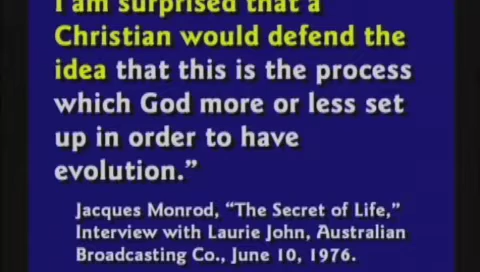 I am surprised that a
Christian would defend the
idea that this is the process
which God more or less set
up in order to have
evolution.”
Jacques Monrod, “The Secret of Life,”
Interview with Laurie John, Australian
Broadcasting Co., June 10, 1976.